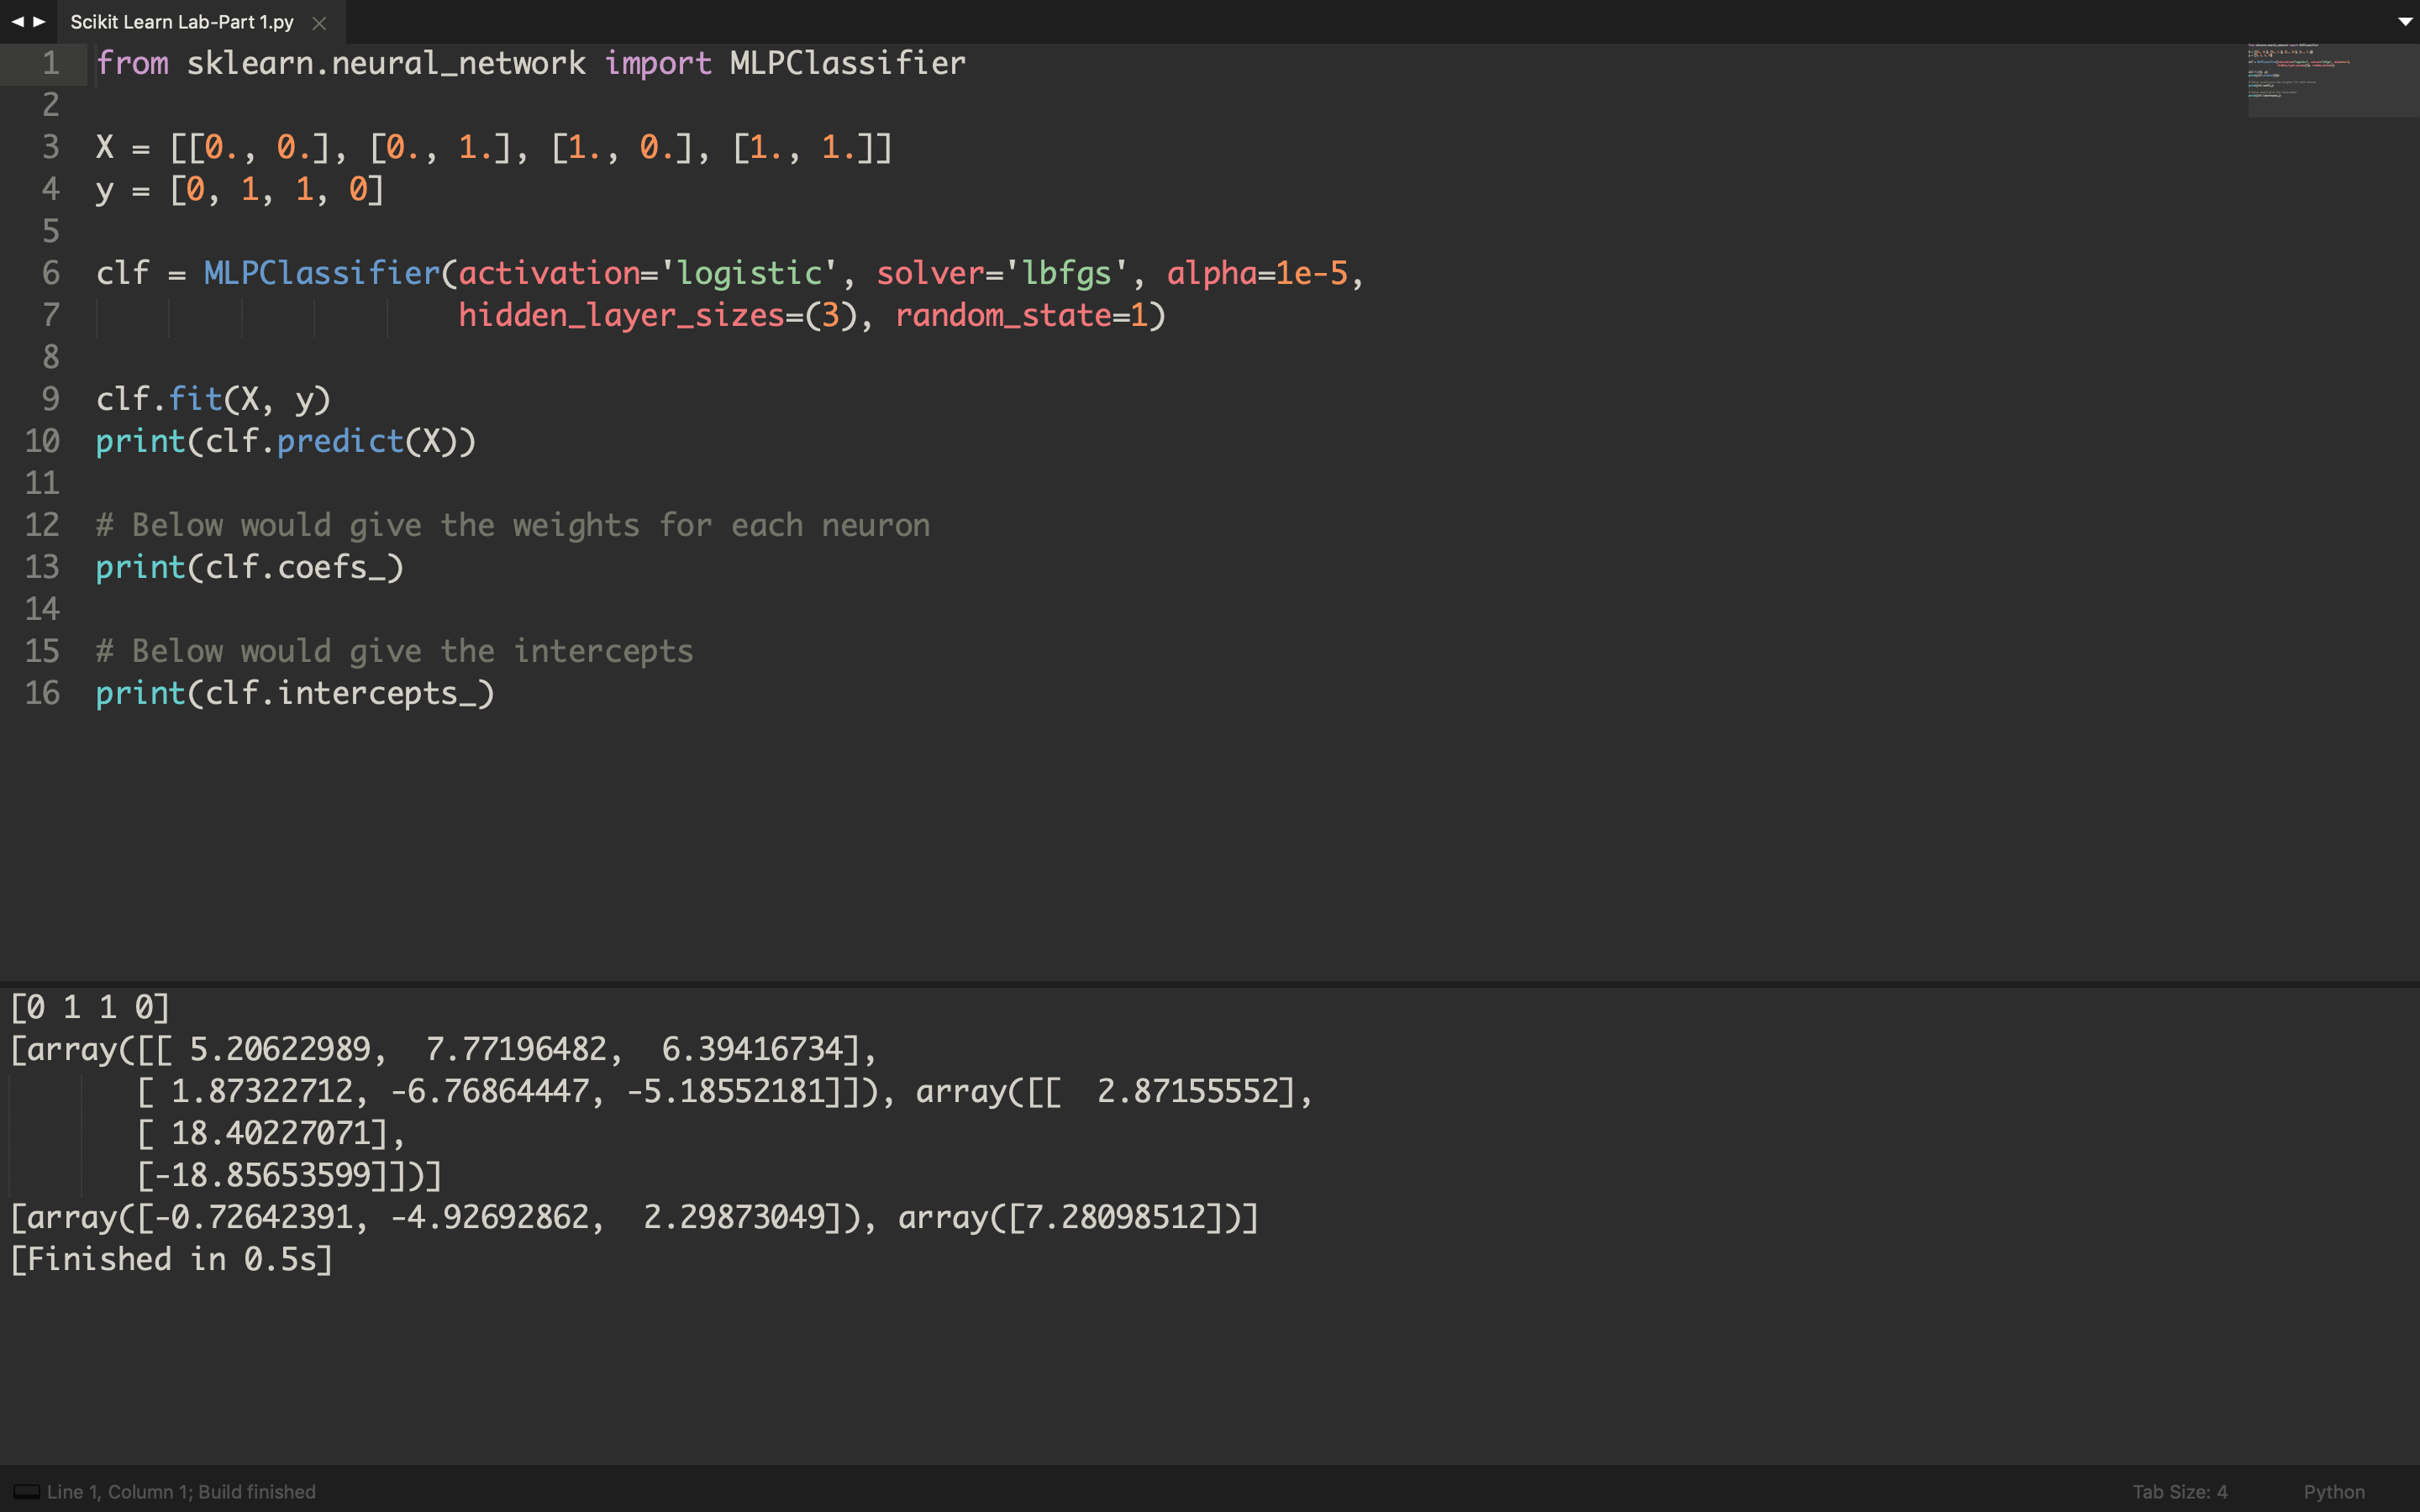 Scikit Learn Lab-Part 1.py
1 from sklearn.neural_network import MLPClassifier
2
3 X = [[0., 0.], [0., 1.], [1., 0.], [1., 1.]]
4 y = [0, 1, 1, 0]
5
6 clf = MLPClassifier(activation='logistic', solver='lbfgs', alpha=1e-5,
7                     hidden_layer_sizes=(3), random_state=1)
8
9 clf.fit(X, y)
10 print(clf.predict(X))
11
12 # Below would give the weights for each neuron
13 print(clf.coefs_)
14
15 # Below would give the intercepts
16 print(clf.intercepts_)
[0 1 1 0]
[array([[ 5.20622989,  7.77196482,  6.39416734],
       [ 1.87322712, -6.76864447, -5.18552181]]), array([[  2.87155552],
       [ 18.40227071],
       [-18.85653599]])]
[array([-0.72642391, -4.92692862,  2.29873049]), array([7.28098512])]
[Finished in 0.5s]
Line 1, Column 1; Build finished
Tab Size: 4
Python